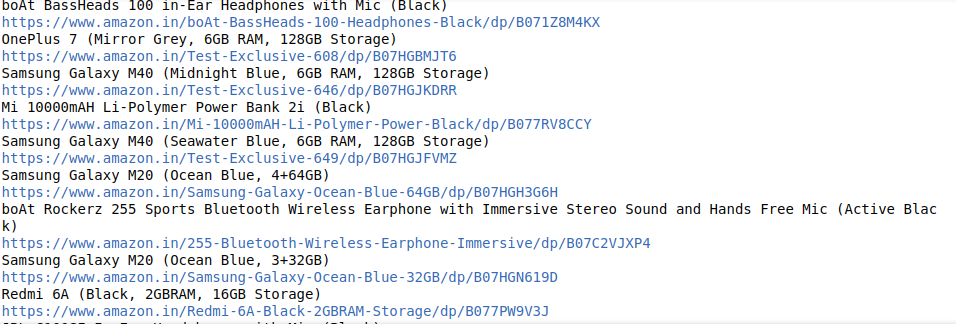 boAt BassHeads 100 in-Ear Headphones with Mic (Black)
https://www.amazon.in/boAt-BassHeads-100-Headphones-Black/dp/B071Z8M4KX
OnePlus 7 (Mirror Grey, 6GB RAM, 128GB Storage)
https://www.amazon.in/Test-Exclusive-608/dp/B07HGBMJT6
Samsung Galaxy M40 (Midnight Blue, 6GB RAM, 128GB Storage)
https://www.amazon.in/Test-Exclusive-646/dp/B07HGJKDRR
Mi 10000mAH Li-Polymer Power Bank 2i (Black)
https://www.amazon.in/Mi-10000mAH-Li-Polymer-Power-Black/dp/B077RV8CCY
Samsung Galaxy M40 (Seawater Blue, 6GB RAM, 128GB Storage)
https://www.amazon.in/Test-Exclusive-649/dp/B07HGJFVMZ
Samsung Galaxy M20 (Ocean Blue, 4+64GB)
https://www.amazon.in/Samsung-Galaxy-Ocean-Blue-64GB/dp/B07HGH3G6H
boAt Rockerz 255 Sports Bluetooth Wireless Earphone with Immersive Stereo Sound and Hands Free Mic (Active Blac
k)
https://www.amazon.in/255-Bluetooth-Wireless-Earphone-Immersive/dp/B07C2VJXP4
Samsung Galaxy M20 (Ocean Blue, 3+32GB)
https://www.amazon.in/Samsung-Galaxy-Ocean-Blue-32GB/dp/B07HGN619D
Redmi 6A (Black, 2GBRAM, 16GB Storage)
https://www.amazon.in/Redmi-6A-Black-2GBRAM-Storage/dp/B077PW9V3J